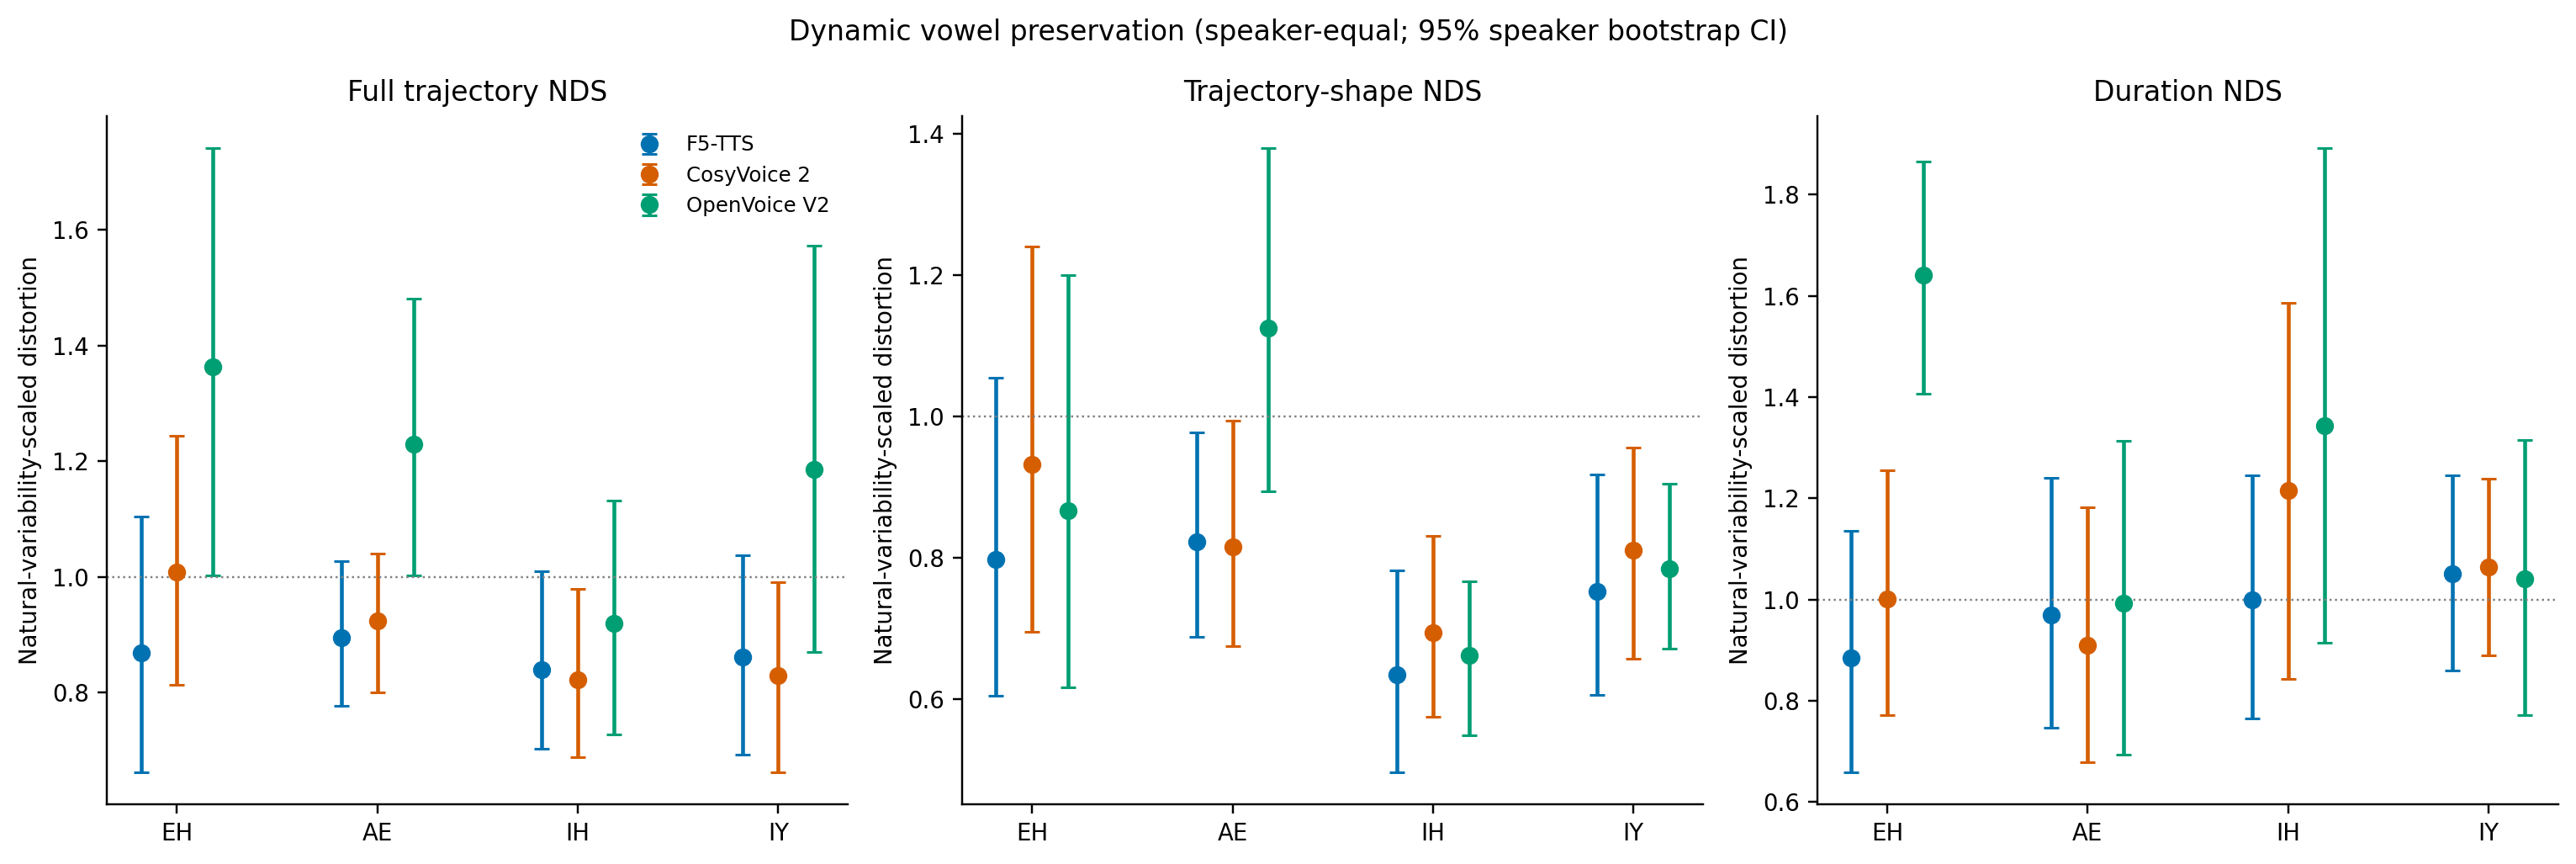 Dynamic vowel preservation (speaker-equal; 95% speaker bootstrap CI)
Full trajectory NDS
Natural-variability-scaled distortion
1.6
1.4
1.2
1.0
0.8
EH AE IH IY
F5-TTS
CosyVoice 2
OpenVoice V2
Trajectory-shape NDS
Natural-variability-scaled distortion
1.4
1.2
1.0
0.8
0.6
EH AE IH IY
Duration NDS
Natural-variability-scaled distortion
1.8
1.6
1.4
1.2
1.0
0.8
0.6
EH AE IH IY